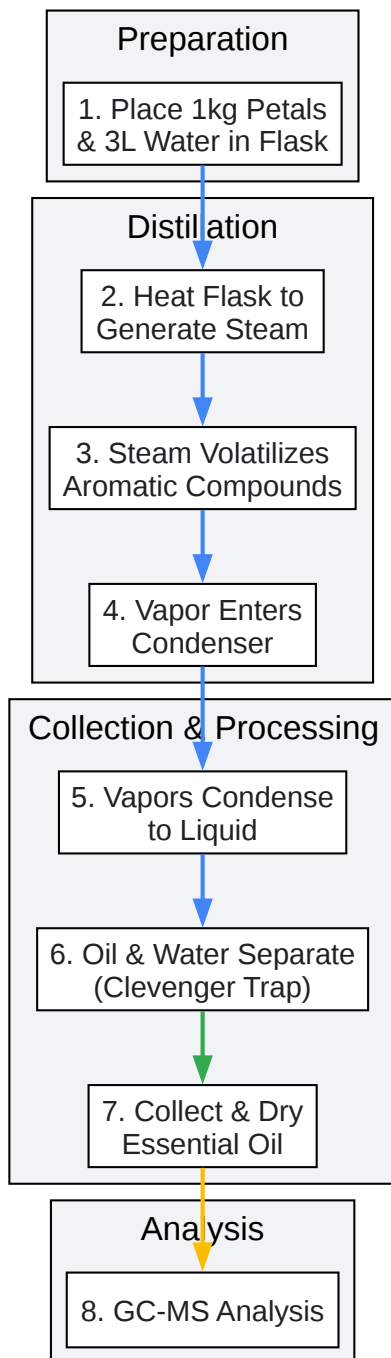 Preparation
1. Place 1kg Petals
& 3L Water in Flask
Distillation
2. Heat Flask to
Generate Steam
3. Steam Volatilizes
Aromatic Compounds
4. Vapor Enters
Condenser
Collection & Processing
5. Vapors Condense
to Liquid
6. Oil & Water Separate
(Clevenger Trap)
7. Collect & Dry
Essential Oil
Analysis
8. GC-MS Analysis